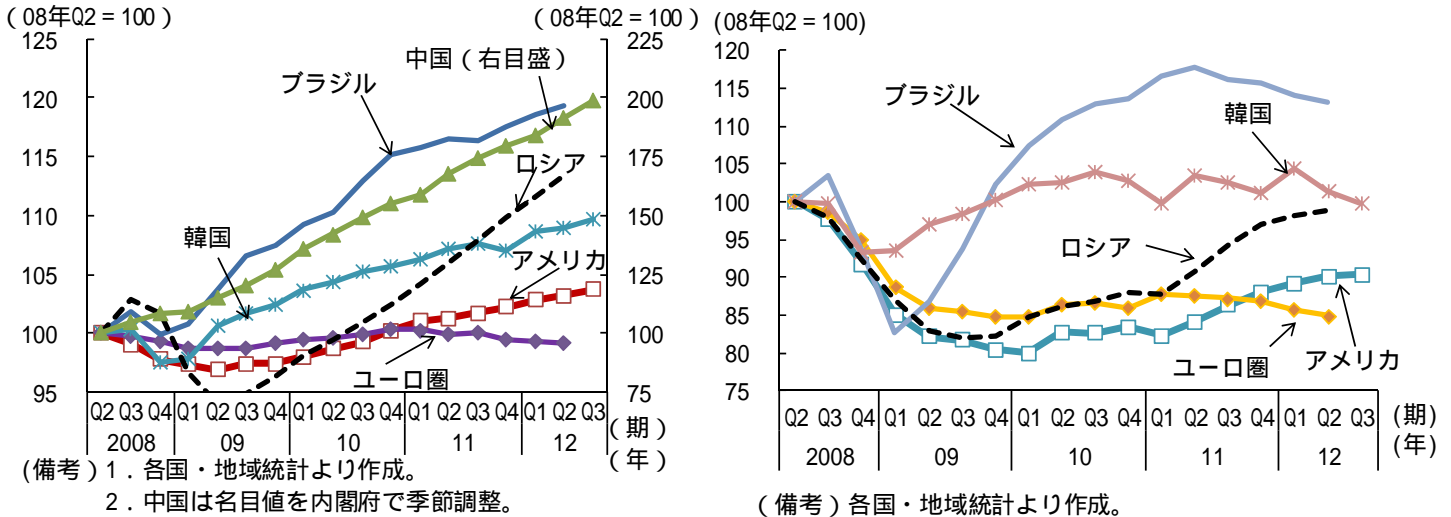 (08年Q2＝100)
(08年Q2＝100)
125
120
115
110
105
100
95
225
200
175
150
125
100
75
ブラジル
中国（右目盛）
ロシア
韓国
アメリカ
ユーロ圏
Q2 Q3 Q4 Q1 Q2 Q3 Q4 Q1 Q2 Q3 Q4 Q1 Q2 Q3 Q4 Q1 Q2 Q3
（期）
2008 09 10 11 12
（年）
(備考）1．各国・地域統計より作成。
2．中国は名目値を内閣府で季節調整。
(08年Q2＝100)
120
115
110
105
100
95
90
85
80
75
ブラジル
韓国
ロシア
ユーロ圏
アメリカ
Q2 Q3 Q4 Q1 Q2 Q3 Q4 Q1 Q2 Q3 Q4 Q1 Q2 Q3 Q4 Q1 Q2 Q3
(期)
2008 09 10 11 12
(年)
（備考）各国・地域統計より作成。